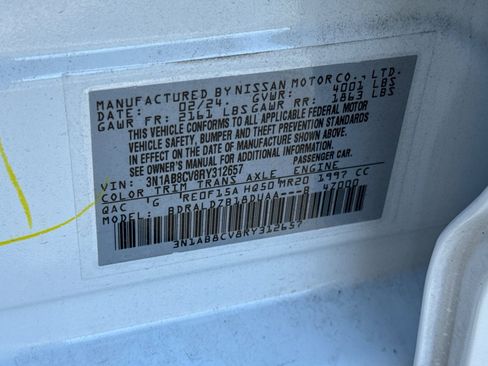 MANUFACTURED BY NISSAN MOTOR CO., LTD.
DATE: 02/24 GVWR: 4001 LBS
GAWR FR: 2161 LBS GAWR RR: 1863 LBS
THIS VEHICLE CONFORMS TO ALL APPLICABLE FEDERAL MOTOR
VEHICLE SAFETY, BUMPER AND THEFT PREVENTION STANDARDS
IN EFFECT ON THE DATE OF MANUFACTURE SHOWN ABOVE.
SEE OWNER'S MANUAL FOR FURTHER INFORMATION.
VIN: 3N1AB8CV8RY312657 PASSENGER CAR.
COLOR TRIM TRANS AXLE ENGINE
QAC G RE0F15A HQ50 MR20 1997 CC
MODEL: BDRALDZB18DUAA---B 47000
3N1AB8CV8RY312657